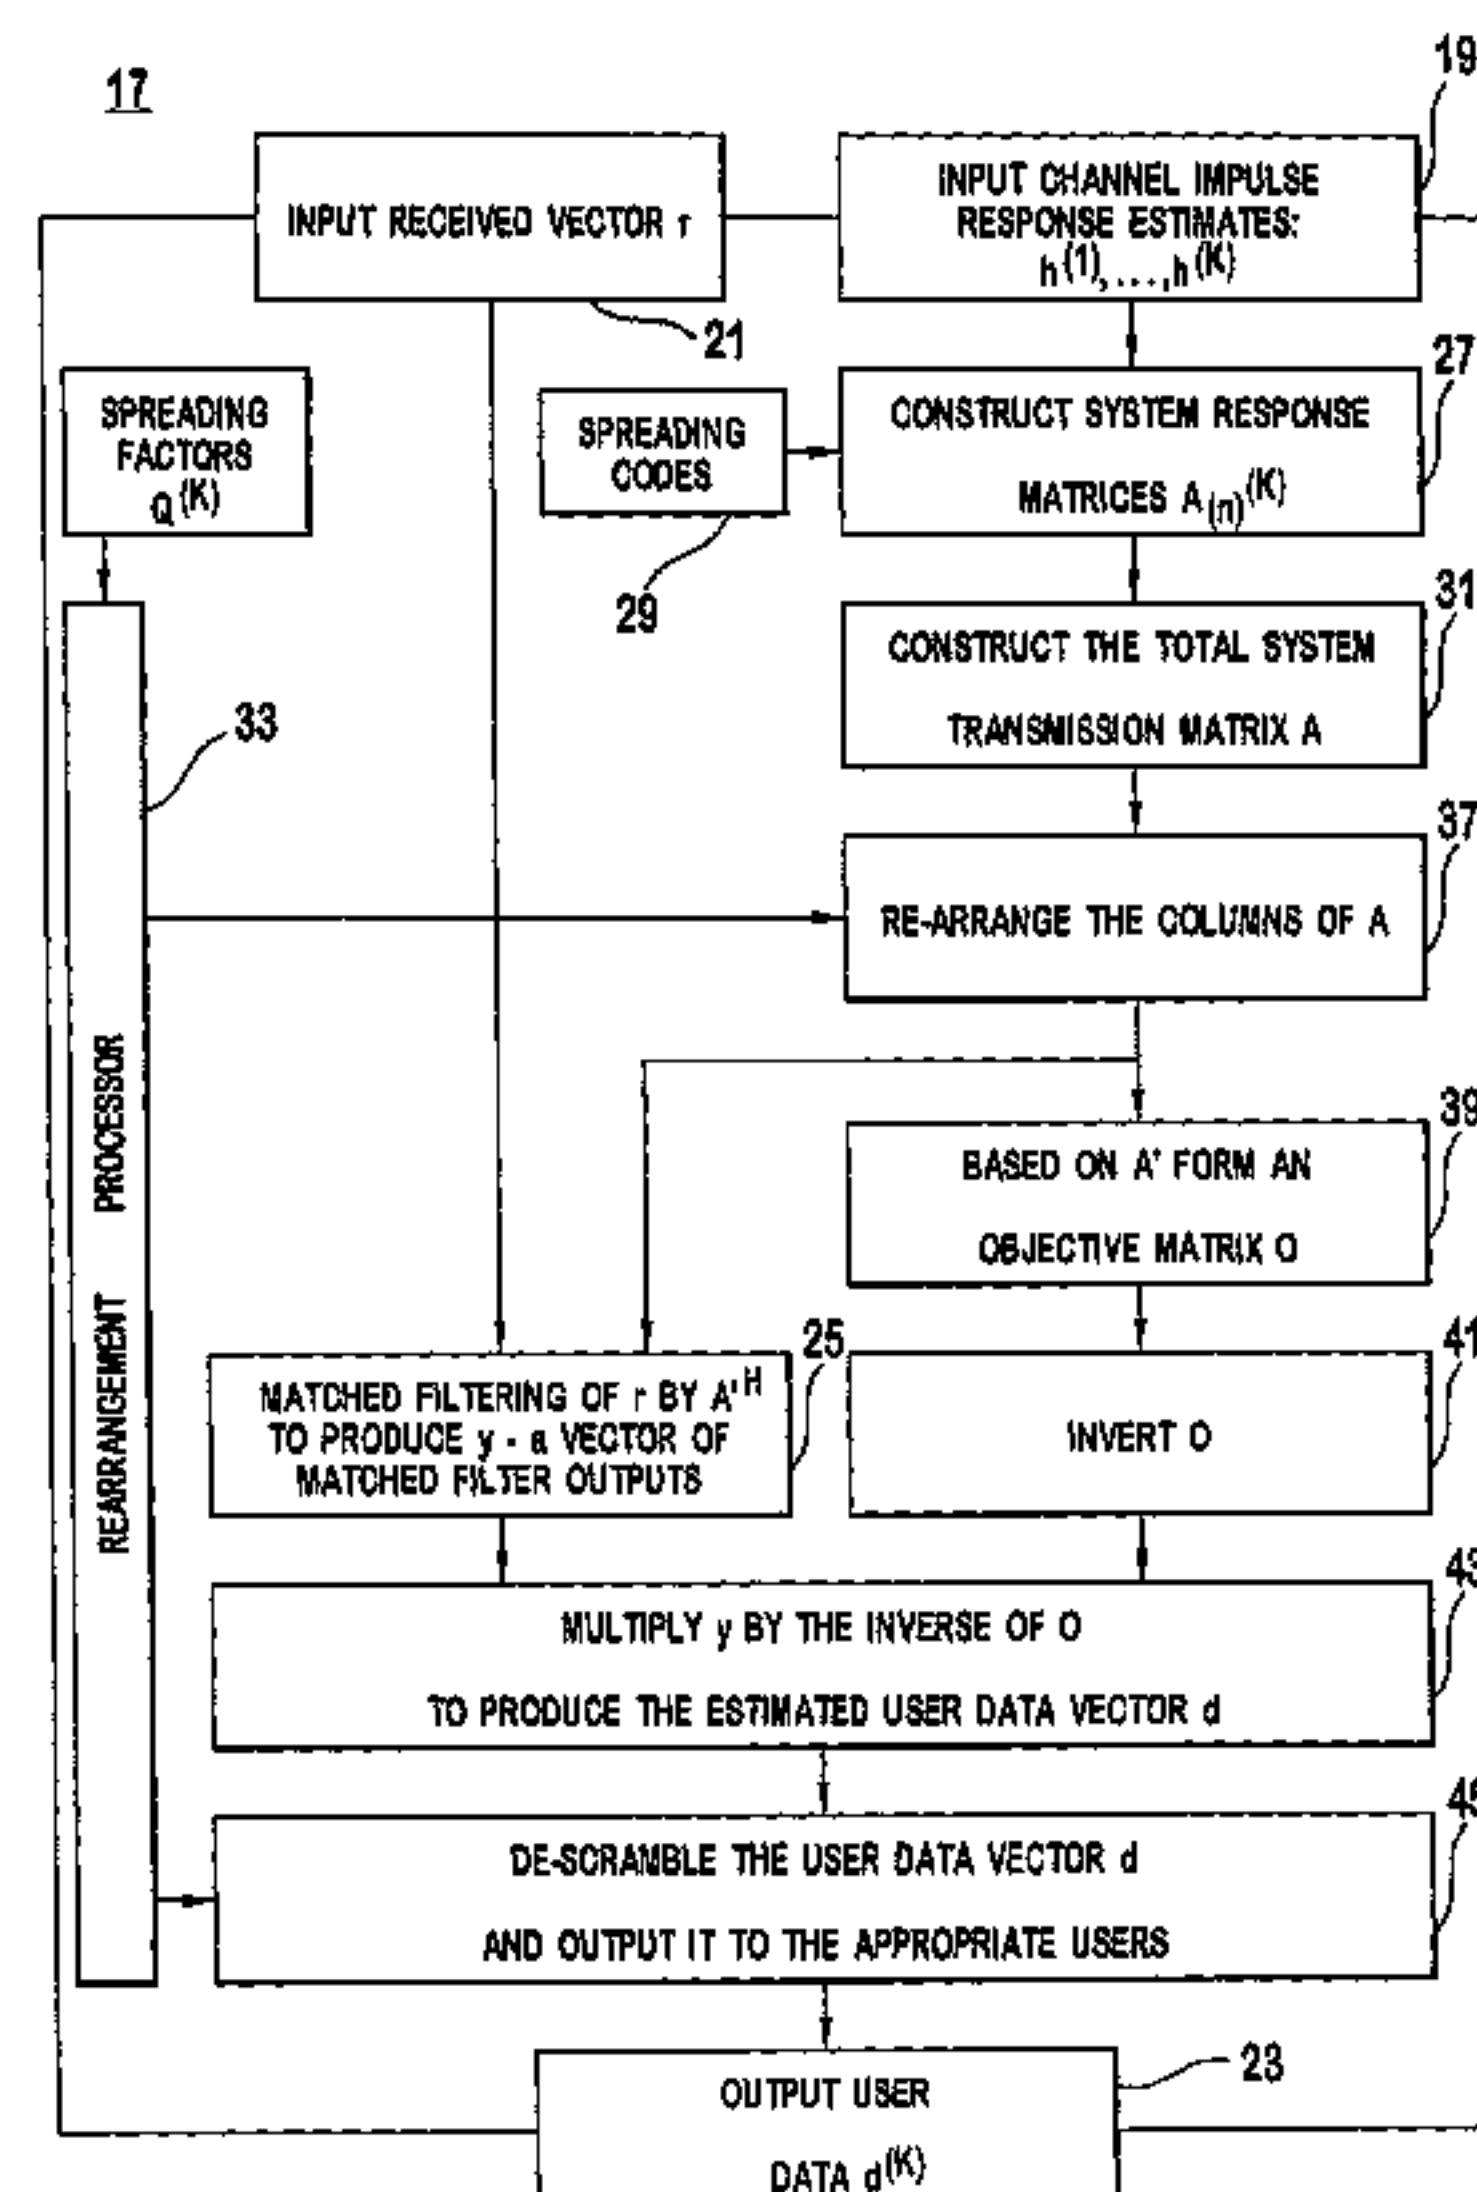 17
19
INPUT RECEIVED VECTOR r
INPUT CHANNEL IMPULSE
RESPONSE ESTIMATES:
h(1),...,h(K)
21
27
SPREADING
FACTORS
Q(K)
SPREADING
CODES
CONSTRUCT SYSTEM RESPONSE
MATRICES A(n)(K)
29
31
CONSTRUCT THE TOTAL SYSTEM
TRANSMISSION MATRIX A
33
37
RE-ARRANGE THE COLUMNS OF A
REARRANGEMENT PROCESSOR
39
BASED ON A' FORM AN
OBJECTIVE MATRIX O
25
41
MATCHED FILTERING OF r BY A'H
TO PRODUCE y - a VECTOR OF
MATCHED FILTER OUTPUTS
INVERT O
43
MULTIPLY y BY THE INVERSE OF O
TO PRODUCE THE ESTIMATED USER DATA VECTOR d
DE-SCRAMBLE THE USER DATA VECTOR d
AND OUTPUT IT TO THE APPROPRIATE USERS
23
OUTPUT USER
DATA d(K)